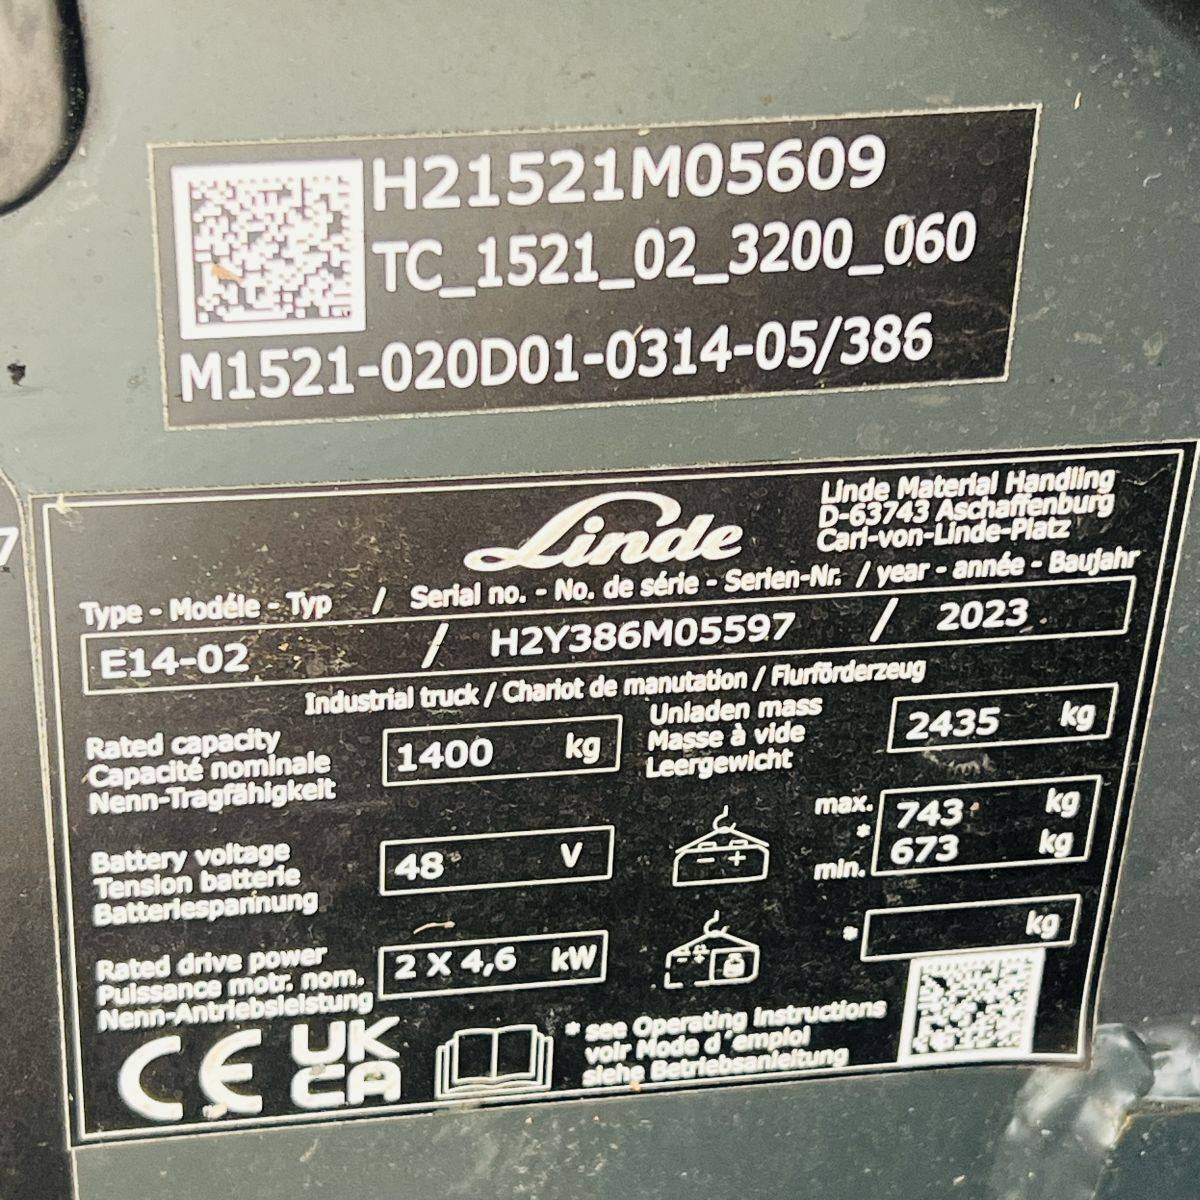 H21521M05609
TC_1521_02_3200_060
M1521-020D01-0314-05/386
Linde
Linde Material Handling
D-63743 Aschaffenburg
Carl-von-Linde-Platz
Type - Modéle - Typ / Serial no. - No. de série - Serien-Nr. / year - année - Baujahr
E14-02 / H2Y386M05597 / 2023
Industrial truck / Chariot de manutation / Flurförderzeug
Rated capacity
Capacité nominale
Nenn-Tragfähigkeit
1400 kg
Unladen mass
Masse à vide
Leergewicht
2435 kg
Battery voltage
Tension batterie
Batteriespannung
48 V
- +
max. 743 kg
*
min. 673 kg
Rated drive power
Puissance motr. nom.
Nenn-Antriebsleistung
2 X 4,6 kW
* kg
CE
UK
CA
* see Operating Instructions
voir Mode d'emploi
siehe Betriebsanleitung
7